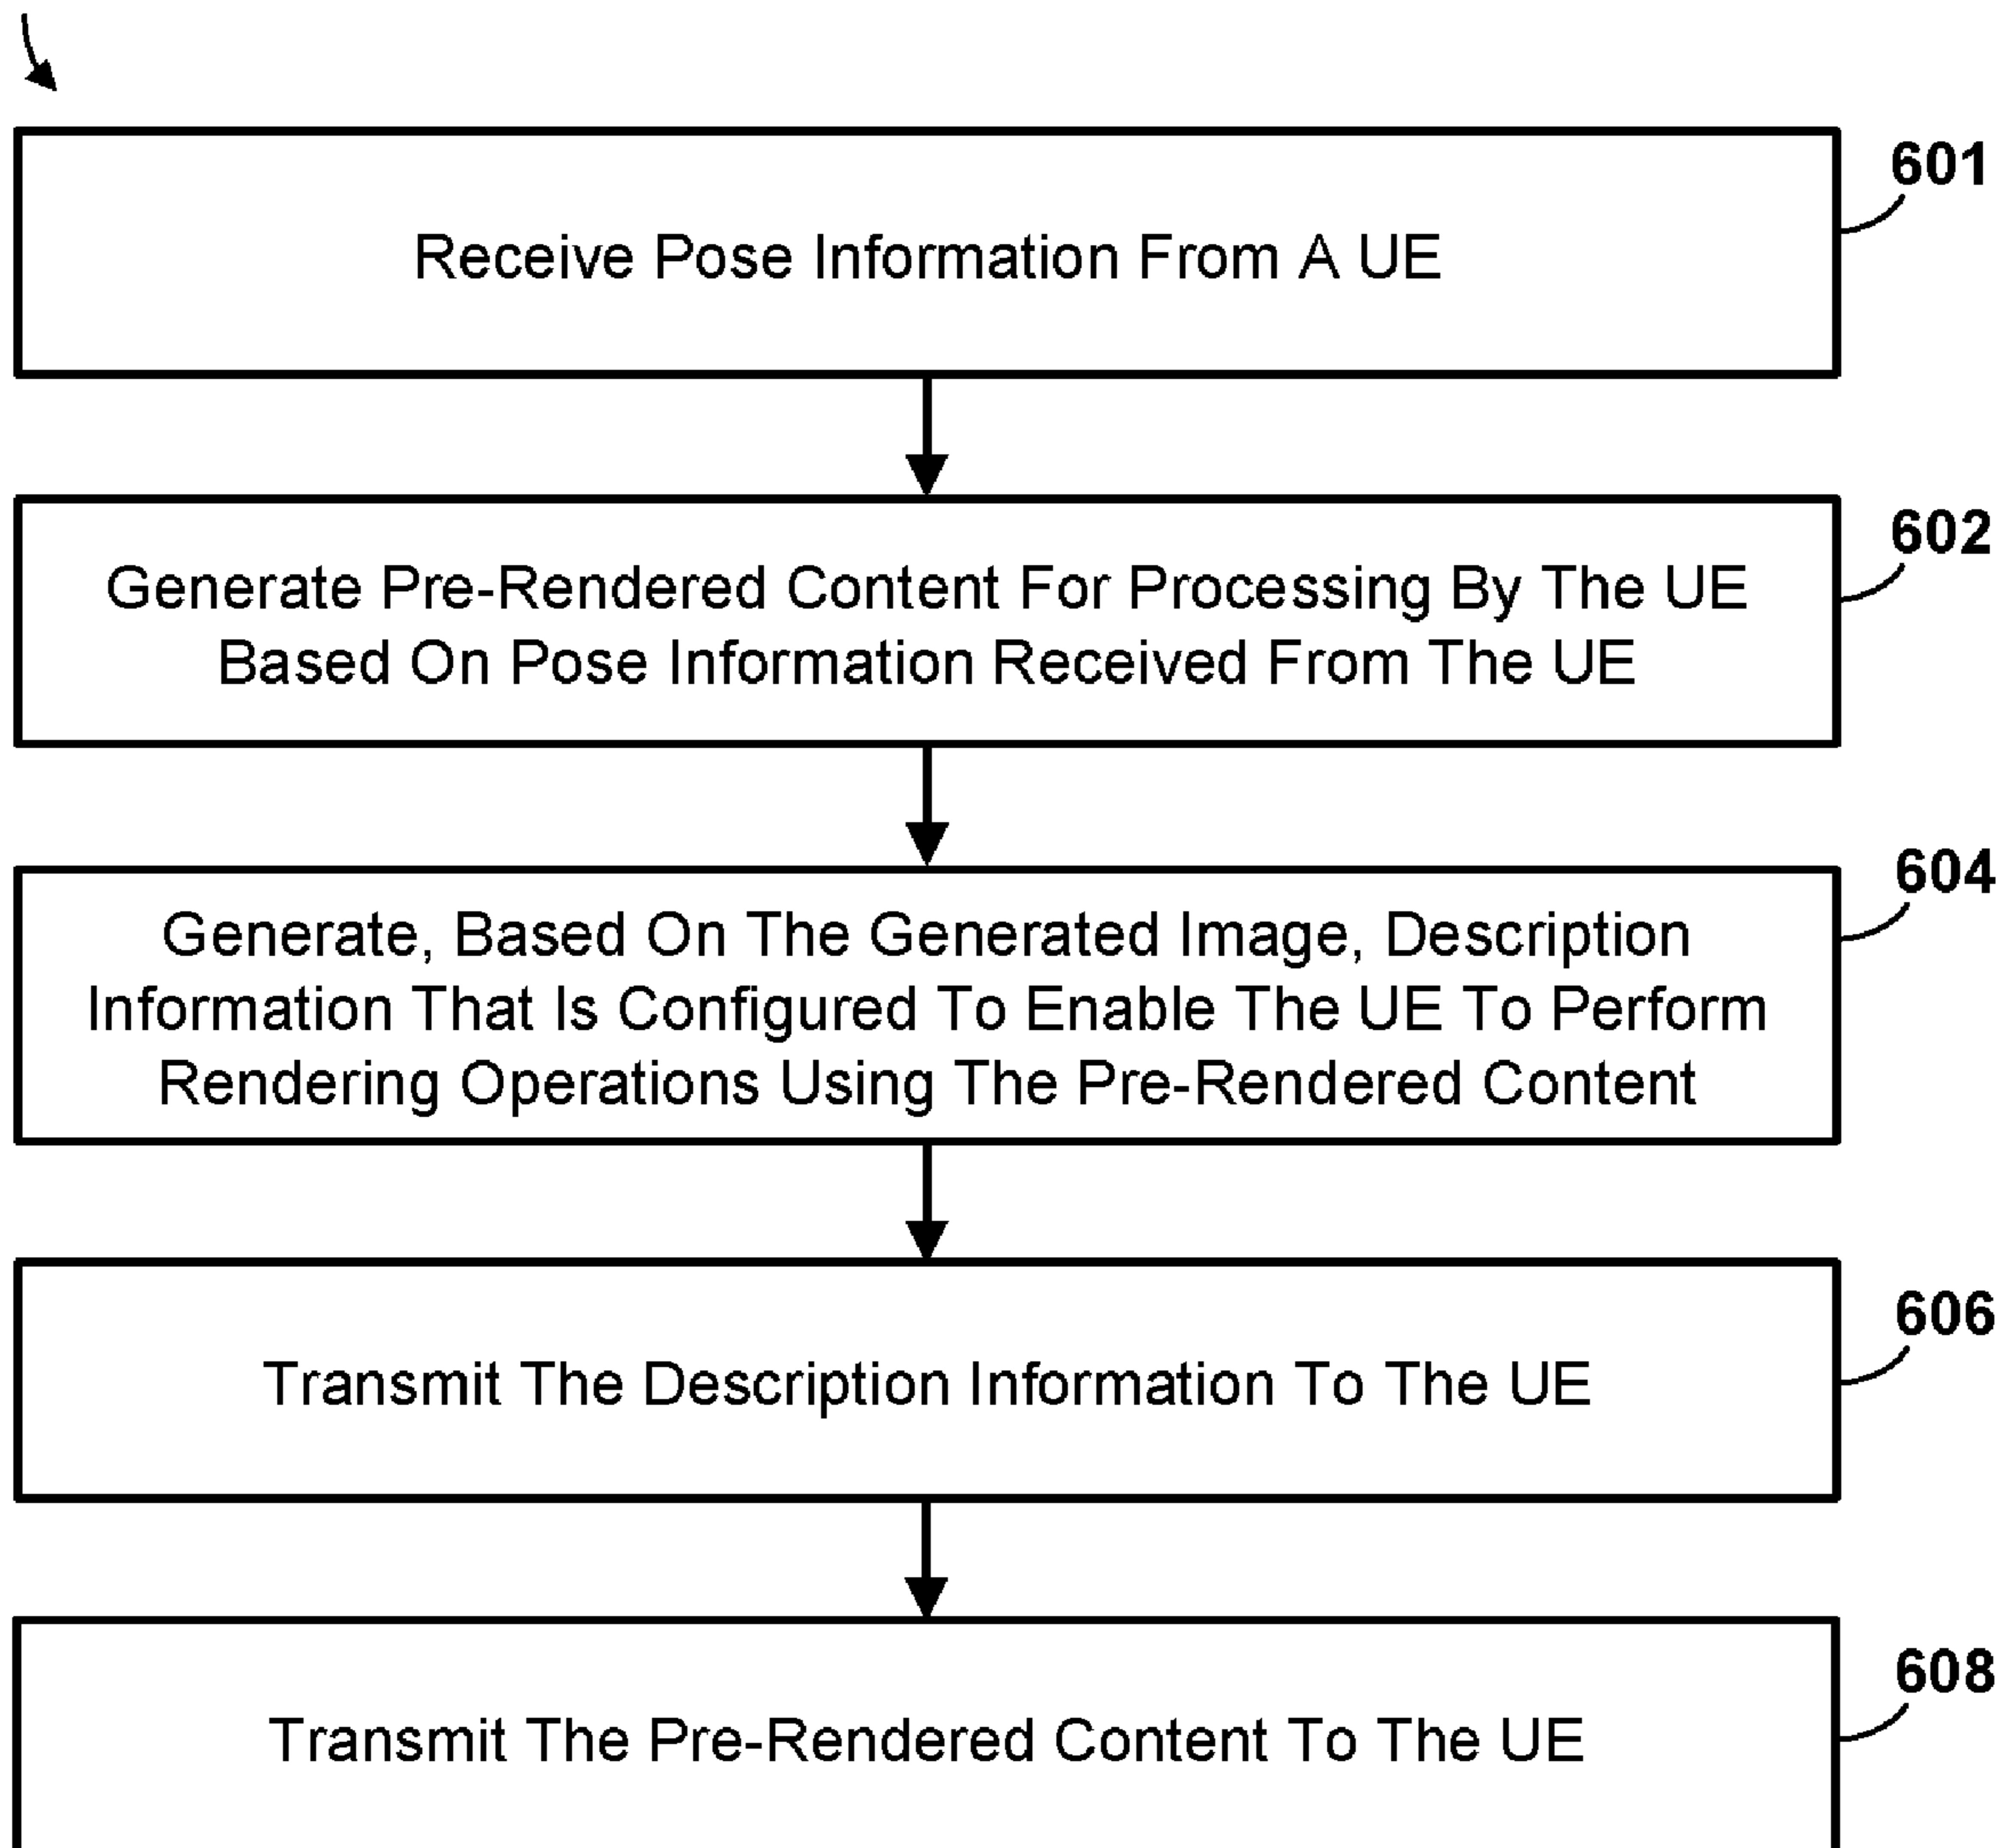 601
Receive Pose Information From A UE
602
Generate Pre-Rendered Content For Processing By The UE
Based On Pose Information Received From The UE
604
Generate, Based On The Generated Image, Description
Information That Is Configured To Enable The UE To Perform
Rendering Operations Using The Pre-Rendered Content
606
Transmit The Description Information To The UE
608
Transmit The Pre-Rendered Content To The UE